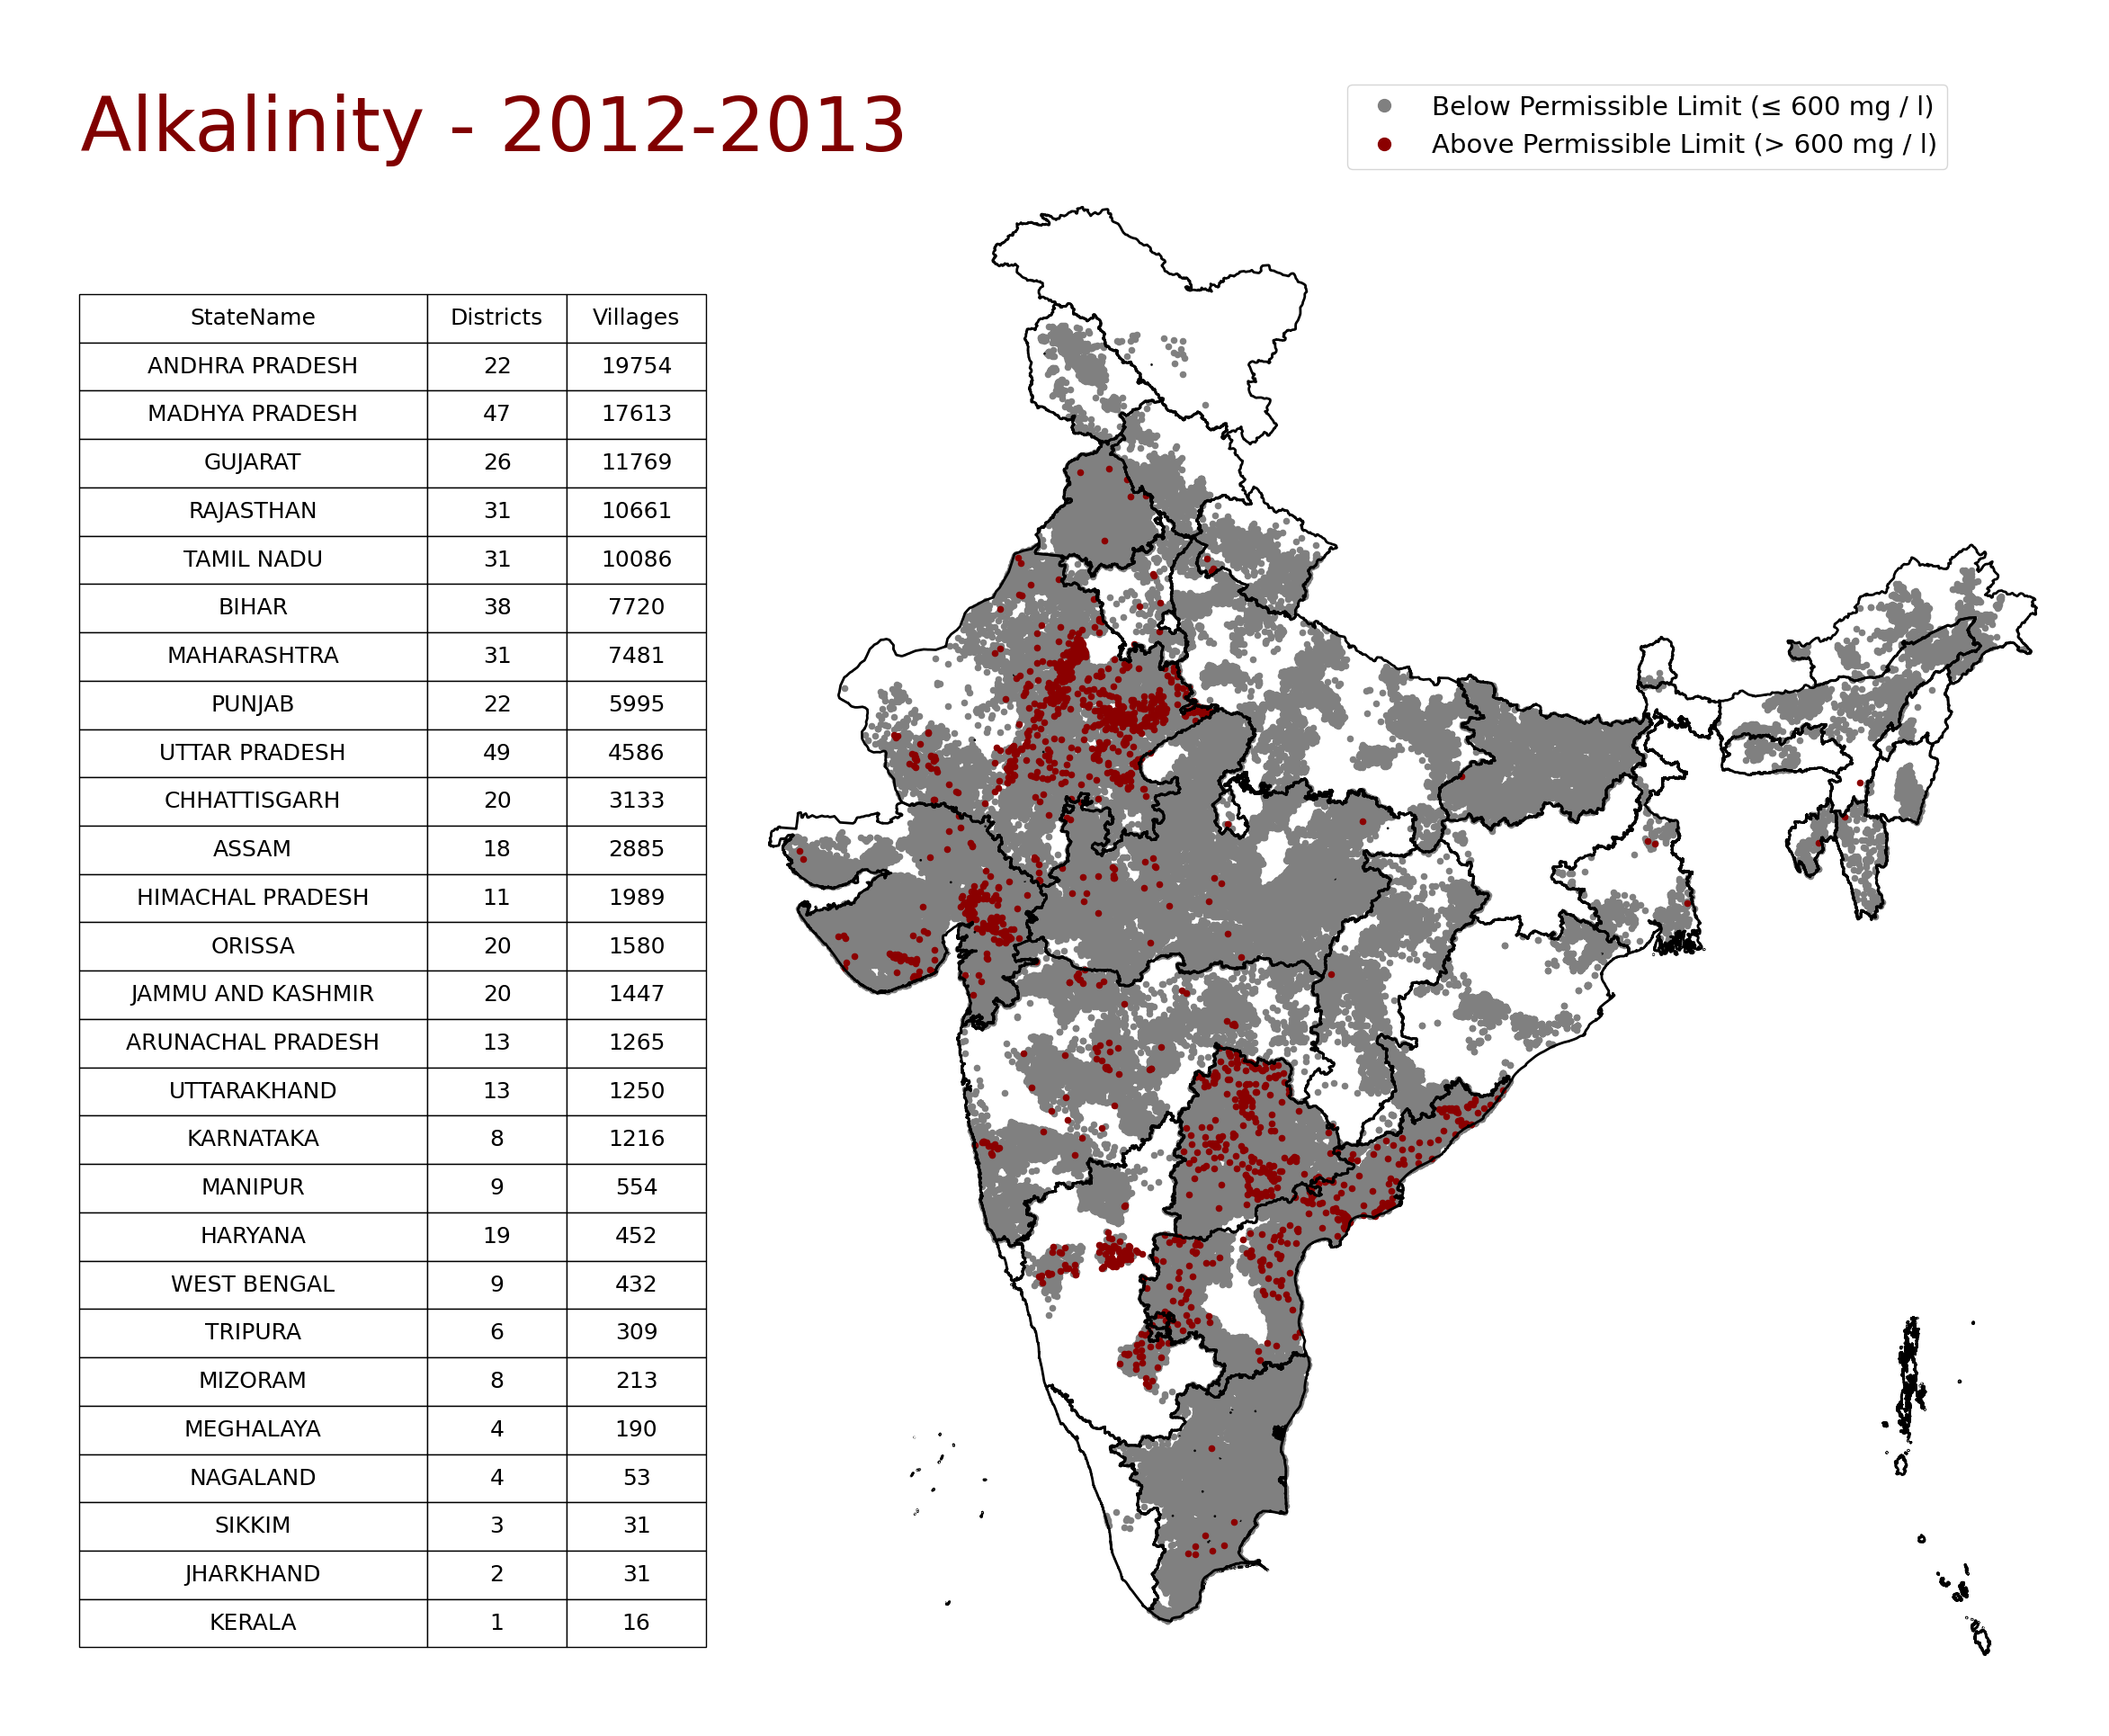 Alkalinity - 2012-2013
Below Permissible Limit (≤ 600 mg / l)
Above Permissible Limit (> 600 mg / l)
StateName Districts Villages
ANDHRA PRADESH 22 19754
MADHYA PRADESH 47 17613
GUJARAT 26 11769
RAJASTHAN 31 10661
TAMIL NADU 31 10086
BIHAR 38 7720
MAHARASHTRA 31 7481
PUNJAB 22 5995
UTTAR PRADESH 49 4586
CHHATTISGARH 20 3133
ASSAM 18 2885
HIMACHAL PRADESH 11 1989
ORISSA 20 1580
JAMMU AND KASHMIR 20 1447
ARUNACHAL PRADESH 13 1265
UTTARAKHAND 13 1250
KARNATAKA 8 1216
MANIPUR 9 554
HARYANA 19 452
WEST BENGAL 9 432
TRIPURA 6 309
MIZORAM 8 213
MEGHALAYA 4 190
NAGALAND 4 53
SIKKIM 3 31
JHARKHAND 2 31
KERALA 1 16